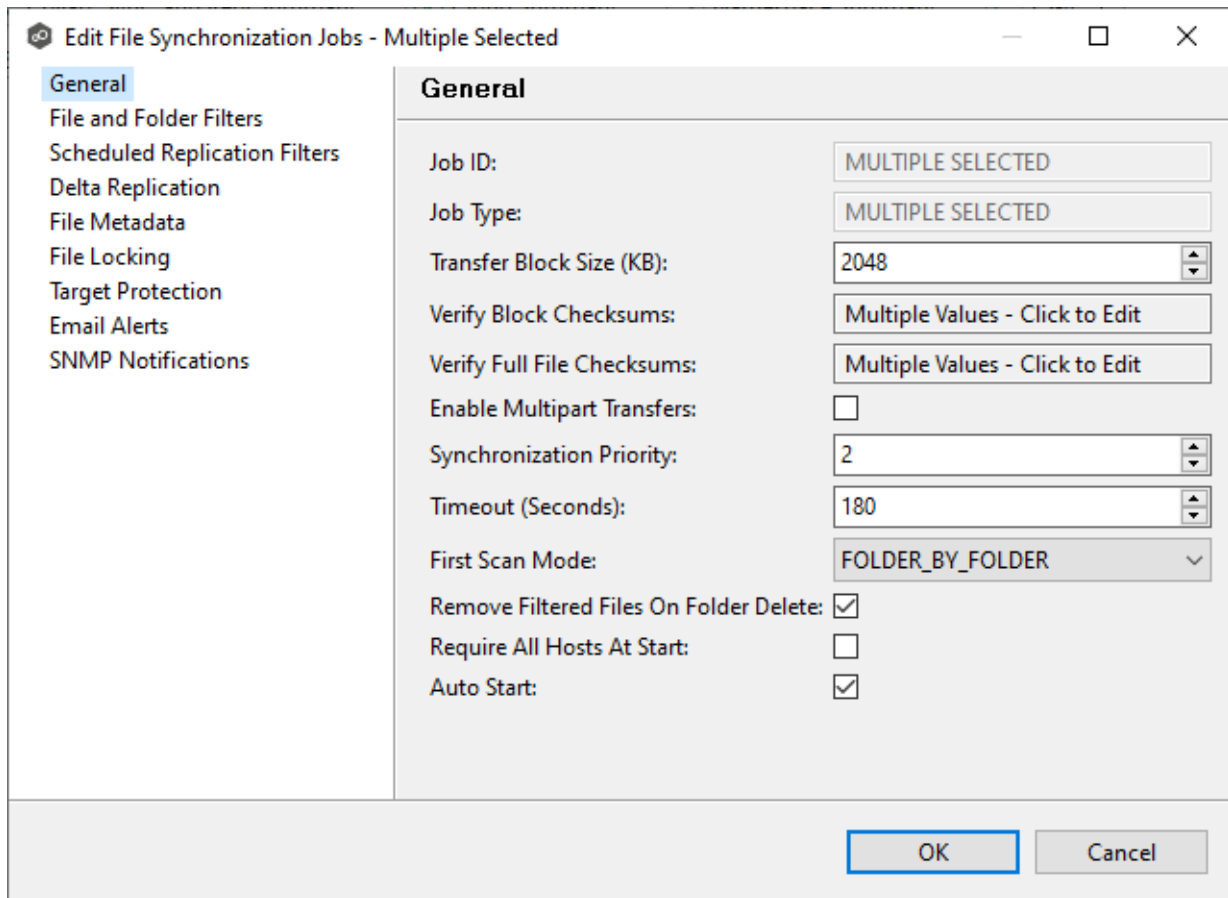 Edit File Synchronization Jobs - Multiple Selected
General
File and Folder Filters
Scheduled Replication Filters
Delta Replication
File Metadata
File Locking
Target Protection
Email Alerts
SNMP Notifications
General
Job ID: MULTIPLE SELECTED
Job Type: MULTIPLE SELECTED
Transfer Block Size (KB): 2048
Verify Block Checksums: Multiple Values - Click to Edit
Verify Full File Checksums: Multiple Values - Click to Edit
Enable Multipart Transfers:
Synchronization Priority: 2
Timeout (Seconds): 180
First Scan Mode: FOLDER_BY_FOLDER
Remove Filtered Files On Folder Delete:
Require All Hosts At Start:
Auto Start:
OK Cancel